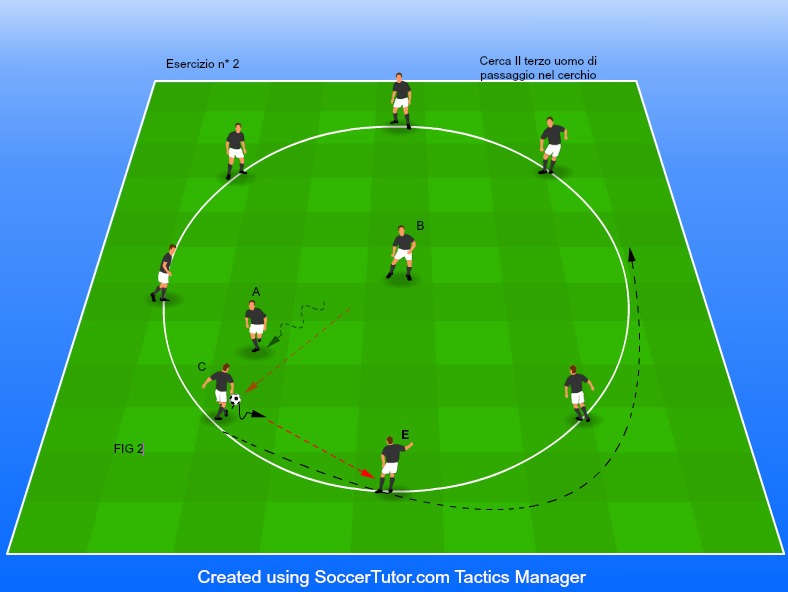 Esercizio n* 2
Cerca Il terzo uomo di
passaggio nel cerchio
B
A
C
E
FIG 2
Created using SoccerTutor.com Tactics Manager